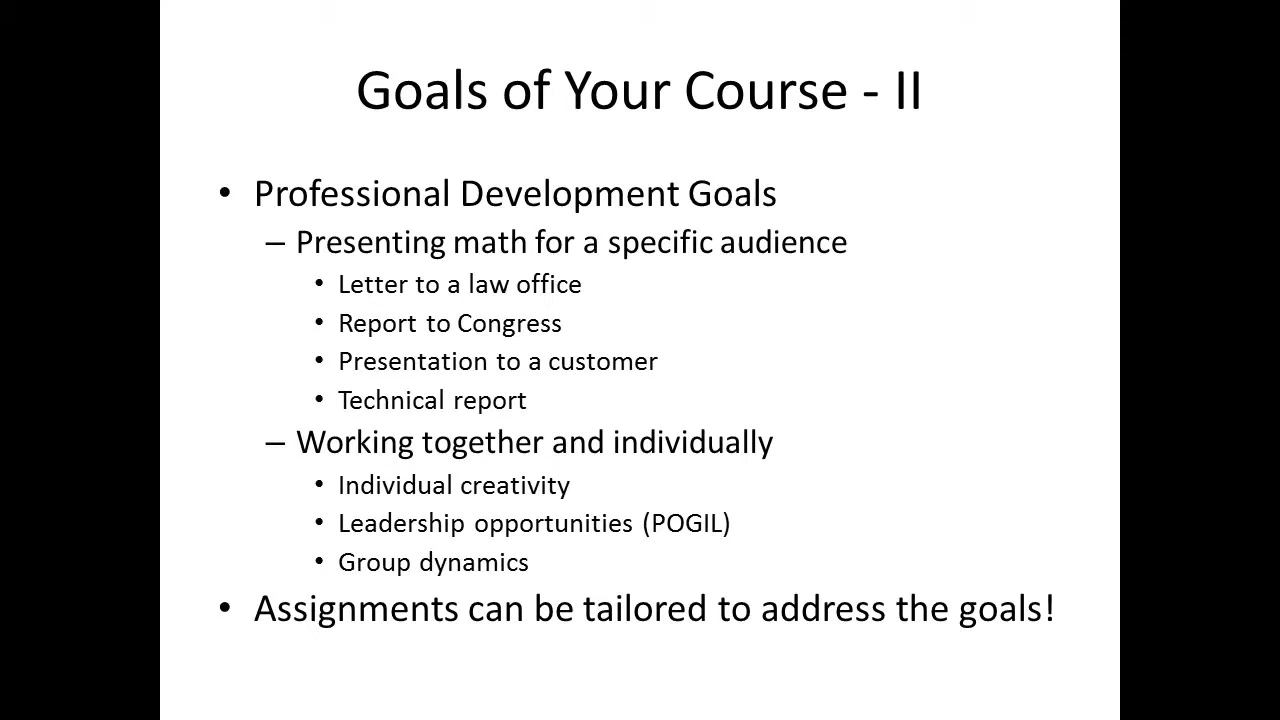 Goals of Your Course - II
• Professional Development Goals
– Presenting math for a specific audience
• Letter to a law office
• Report to Congress
• Presentation to a customer
• Technical report
– Working together and individually
• Individual creativity
• Leadership opportunities (POGIL)
• Group dynamics
• Assignments can be tailored to address the goals!